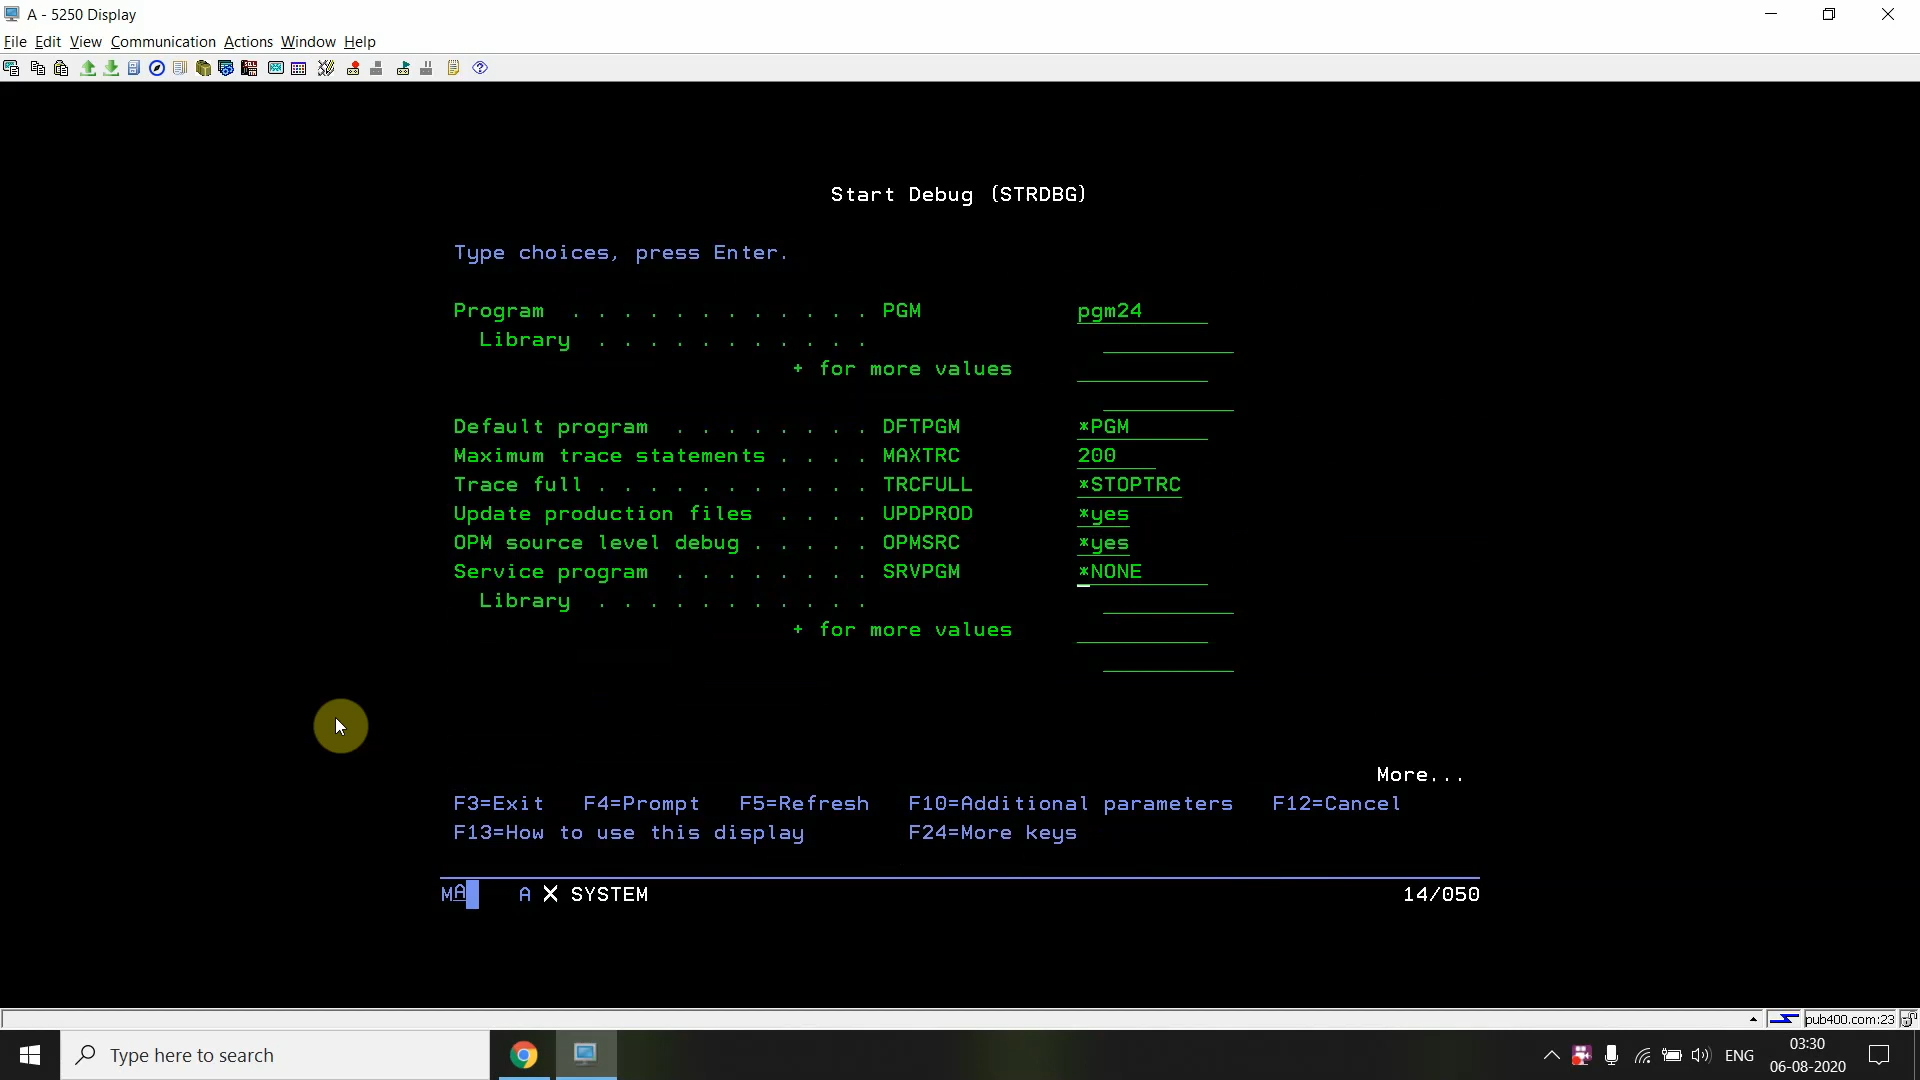 A - 5250 Display
File Edit View Communication Actions Window Help
Start Debug (STRDBG)
Type choices, press Enter.
Program . . . . . . . . . . . . PGM pgm24
Library . . . . . . . . . . .
+ for more values
Default program . . . . . . . . DFTPGM *PGM
Maximum trace statements . . . . MAXTRC 200
Trace full . . . . . . . . . . . TRCFULL *STOPTRC
Update production files . . . . UPDPROD *yes
OPM source level debug . . . . . OPMSRC *yes
Service program . . . . . . . . SRVPGM *NONE
Library . . . . . . . . . . .
+ for more values
More...
F3=Exit F4=Prompt F5=Refresh F10=Additional parameters F12=Cancel
F13=How to use this display F24=More keys
MA A X SYSTEM 14/050
pub400.com:23
Type here to search
ENG
03:30
06-08-2020